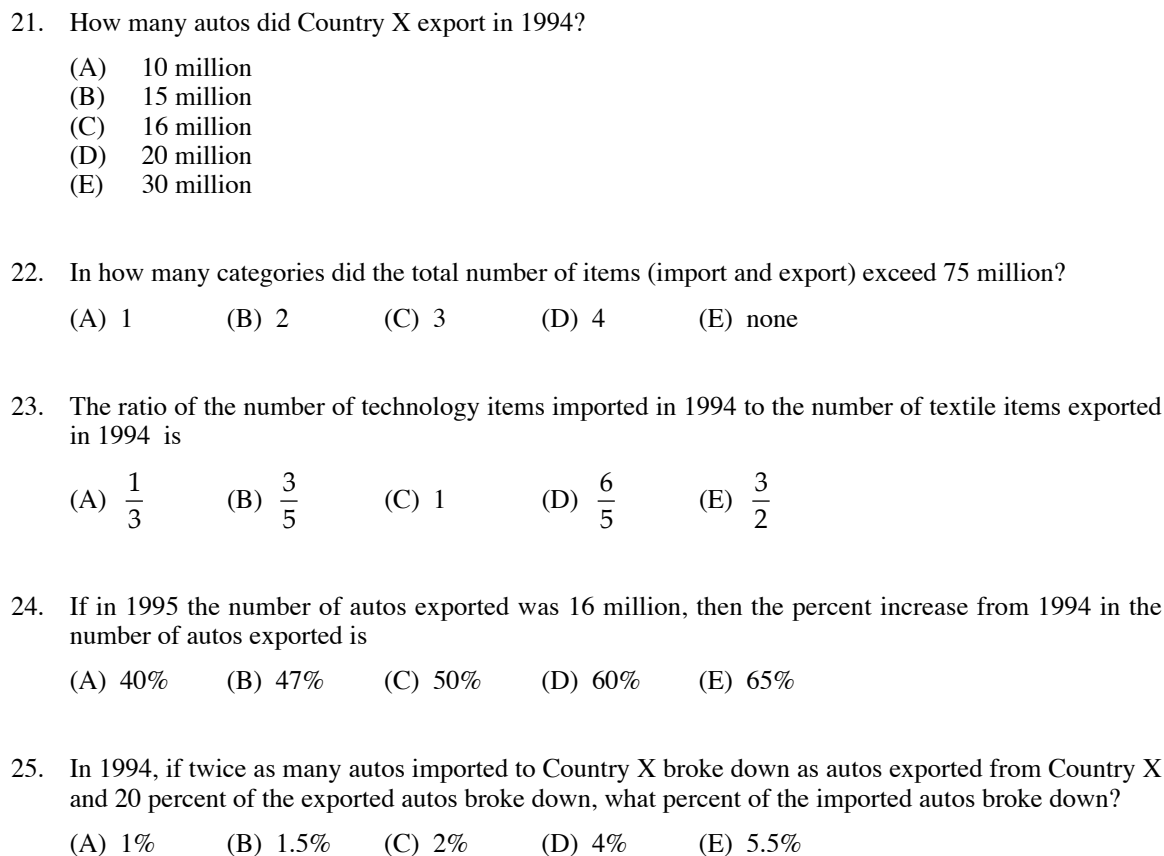 21. How many autos did Country X export in 1994?
(A) 10 million
(B) 15 million
(C) 16 million
(D) 20 million
(E) 30 million
22. In how many categories did the total number of items (import and export) exceed 75 million?
(A) 1 (B) 2 (C) 3 (D) 4 (E) none
23. The ratio of the number of technology items imported in 1994 to the number of textile items exported
in 1994 is
(A) 1/3 (B) 3/5 (C) 1 (D) 6/5 (E) 3/2
24. If in 1995 the number of autos exported was 16 million, then the percent increase from 1994 in the
number of autos exported is
(A) 40% (B) 47% (C) 50% (D) 60% (E) 65%
25. In 1994, if twice as many autos imported to Country X broke down as autos exported from Country X
and 20 percent of the exported autos broke down, what percent of the imported autos broke down?
(A) 1% (B) 1.5% (C) 2% (D) 4% (E) 5.5%